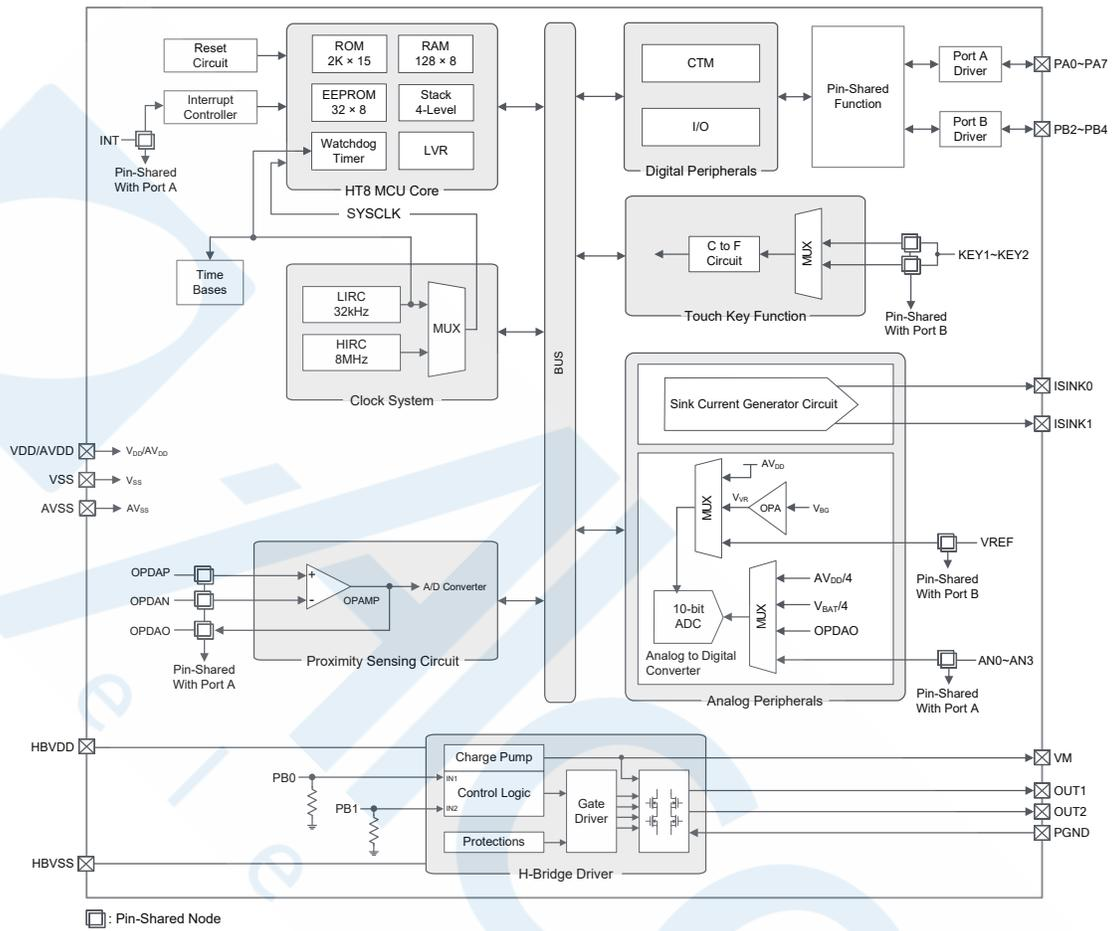 Reset
Circuit
Interrupt
Controller
INT
Pin-Shared
With Port A
ROM
2K × 15
RAM
128 × 8
EEPROM
32 × 8
Stack
4-Level
Watchdog
Timer
LVR
HT8 MCU Core
SYSCLK
Time
Bases
LIRC
32kHz
HIRC
8MHz
MUX
Clock System
BUS
CTM
I/O
Digital Peripherals
Pin-Shared
Function
Port A
Driver
Port B
Driver
PA0~PA7
PB2~PB4
C to F
Circuit
MUX
Touch Key Function
KEY1~KEY2
Pin-Shared
With Port B
VDD/AVDD
VDD/AVDD
VSS
VSS
AVSS
AVSS
Sink Current Generator Circuit
ISINK0
ISINK1
MUX
AVDD
VVR
OPA
VBG
VREF
Pin-Shared
With Port B
10-bit
ADC
MUX
AVDD/4
VBAT/4
OPDAO
AN0~AN3
Pin-Shared
With Port A
Analog to Digital
Converter
Analog Peripherals
OPDAP
OPDAN
OPDAO
Pin-Shared
With Port A
+
-
OPAMP
A/D Converter
Proximity Sensing Circuit
HBVDD
PB0
PB1
HBVSS
Charge Pump
IN1
Control Logic
IN2
Protections
Gate
Driver
H-Bridge Driver
VM
OUT1
OUT2
PGND
: Pin-Shared Node